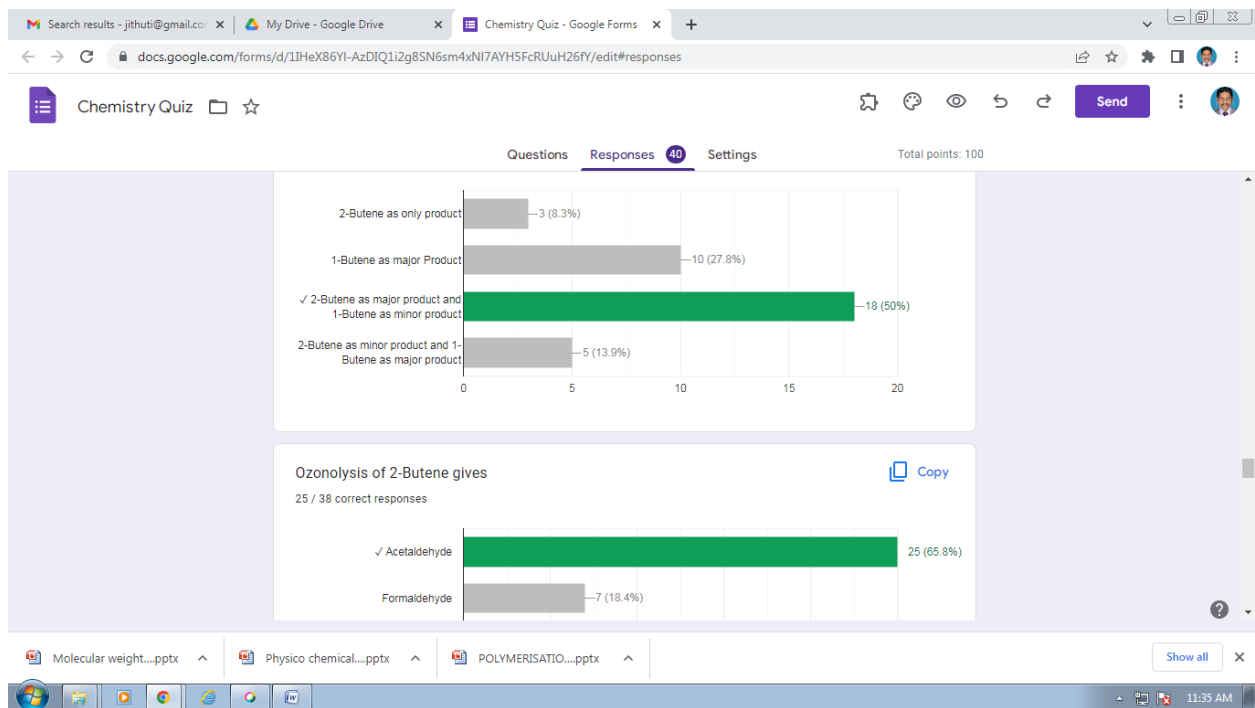 Search results - jithuti@gmail.cor
My Drive - Google Drive
Chemistry Quiz - Google Forms
docs.google.com/forms/d/1IHeX86Yl-AzDIQ1i2g8SN6sm4xNI7AYH5FcRUuH26fY/edit#responses
Chemistry Quiz
Send
Questions Responses 40 Settings Total points: 100
2-Butene as only product 3 (8.3%)
1-Butene as major Product 10 (27.8%)
✓ 2-Butene as major product and
1-Butene as minor product 18 (50%)
2-Butene as minor product and 1-
Butene as major product 5 (13.9%)
0 5 10 15 20
Ozonolysis of 2-Butene gives Copy
25 / 38 correct responses
✓ Acetaldehyde 25 (65.8%)
Formaldehyde 7 (18.4%)
Molecular weight....pptx Physico chemical....pptx POLYMERISATIO....pptx Show all
11:35 AM